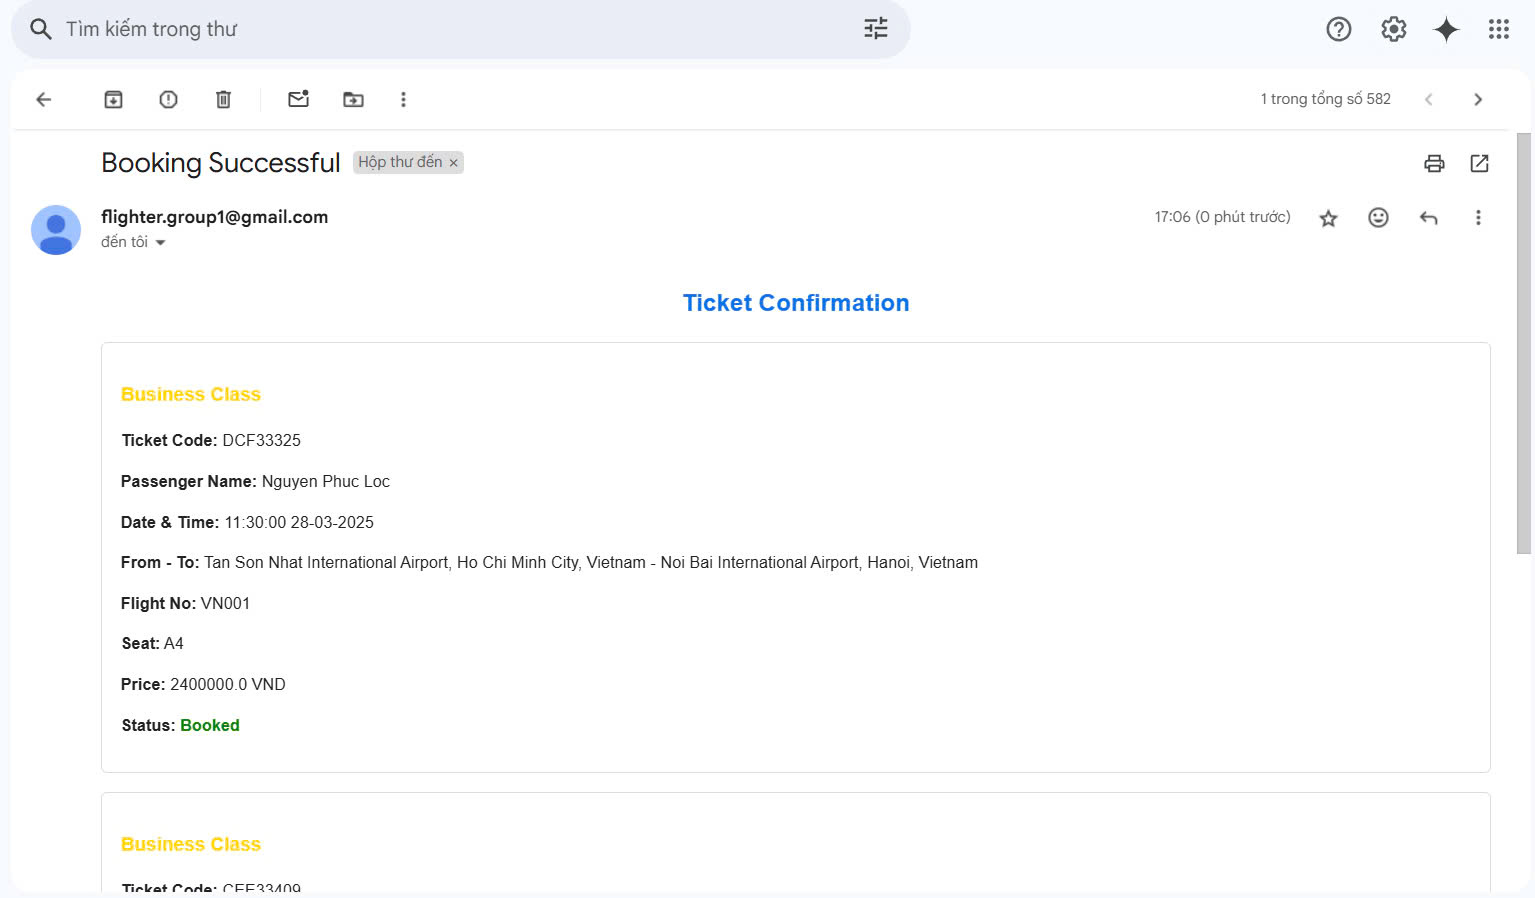 Tìm kiếm trong thư
1 trong tổng số 582
Booking Successful Hộp thư đến ×
flighter.group1@gmail.com 17:06 (0 phút trước)
đến tôi
Ticket Confirmation
Business Class
Ticket Code: DCF33325
Passenger Name: Nguyen Phuc Loc
Date & Time: 11:30:00 28-03-2025
From - To: Tan Son Nhat International Airport, Ho Chi Minh City, Vietnam - Noi Bai International Airport, Hanoi, Vietnam
Flight No: VN001
Seat: A4
Price: 2400000.0 VND
Status: Booked
Business Class
Ticket Code: